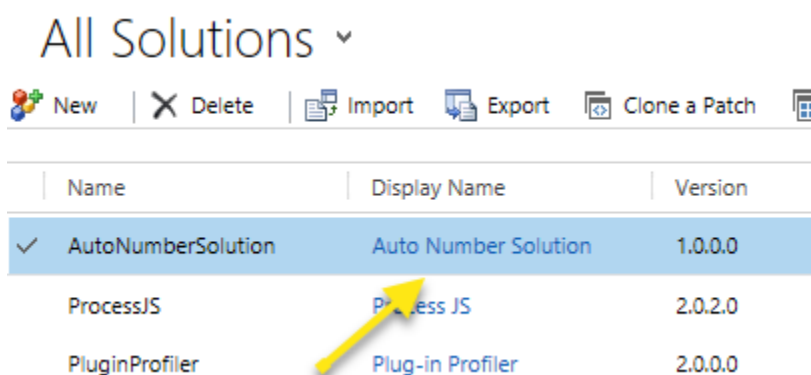 All Solutions
New Delete Import Export Clone a Patch
Name Display Name Version
AutoNumberSolution Auto Number Solution 1.0.0.0
ProcessJS Process JS 2.0.2.0
PluginProfiler Plug-in Profiler 2.0.0.0